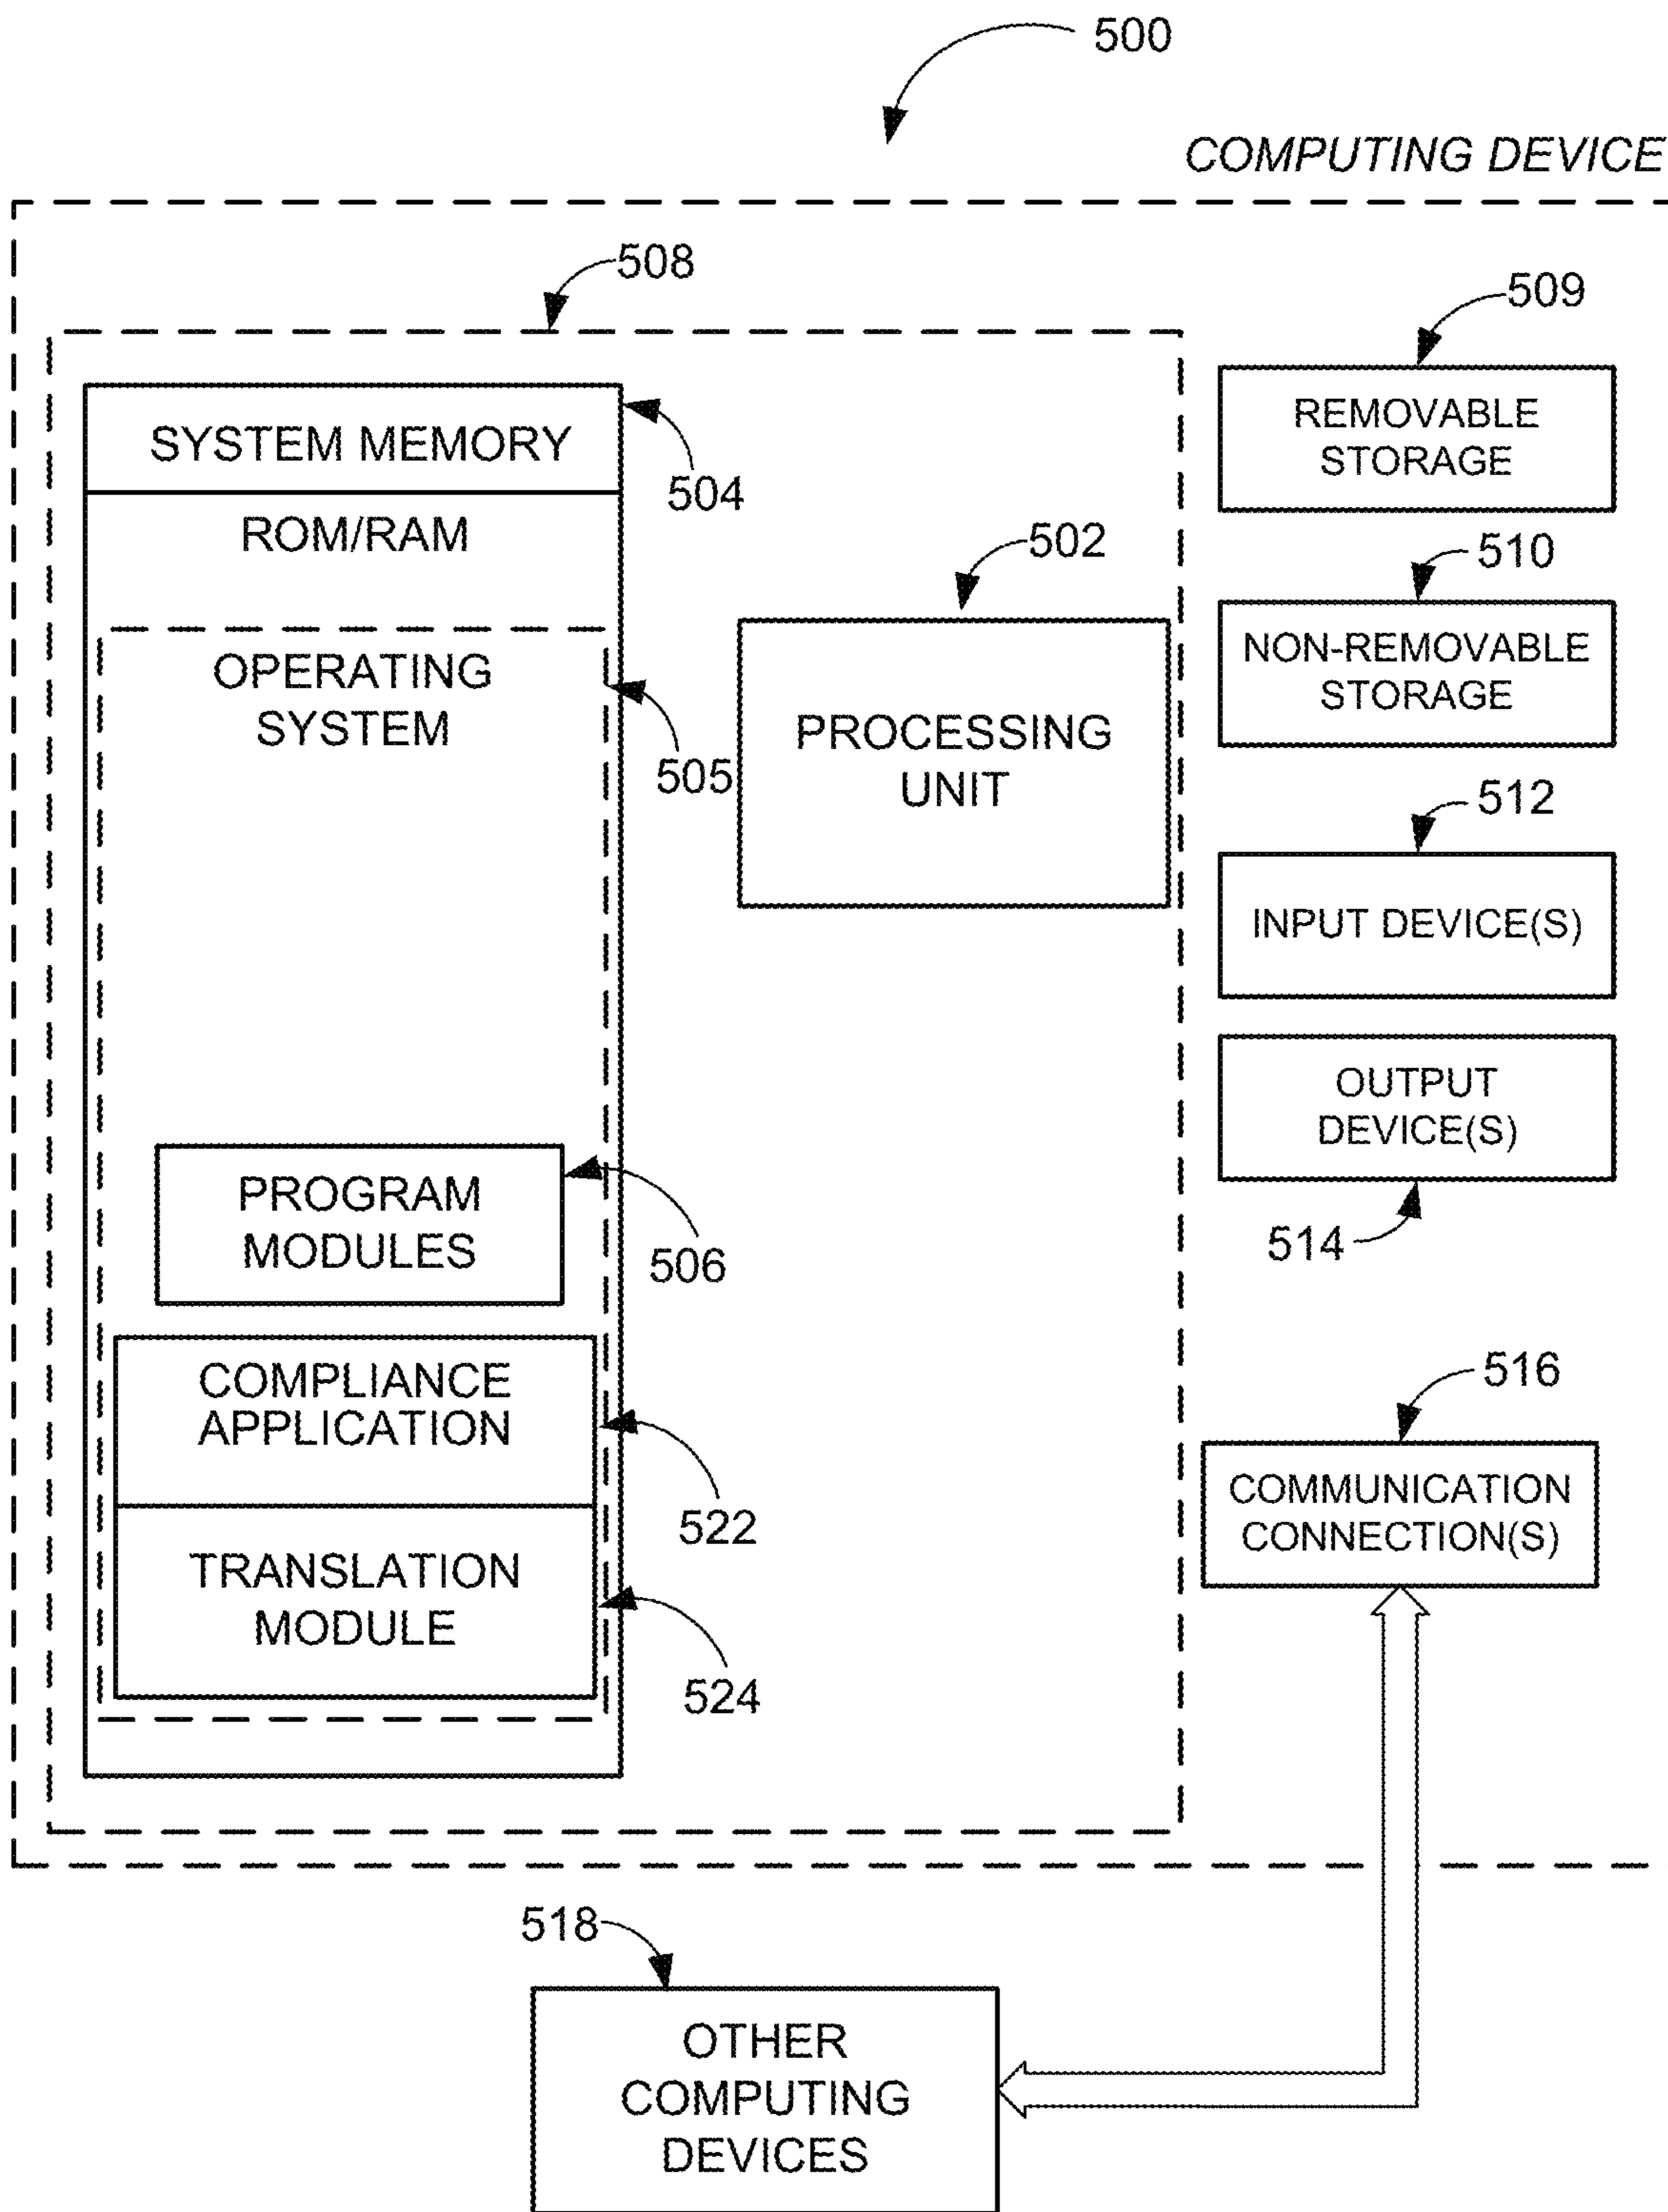 500
COMPUTING DEVICE
508
509
SYSTEM MEMORY
504
REMOVABLE
STORAGE
ROM/RAM
502
510
OPERATING
SYSTEM
505
PROCESSING
UNIT
NON-REMOVABLE
STORAGE
512
INPUT DEVICE(S)
OUTPUT
DEVICE(S)
514
PROGRAM
MODULES
506
COMPLIANCE
APPLICATION
522
516
COMMUNICATION
CONNECTION(S)
TRANSLATION
MODULE
524
518
OTHER
COMPUTING
DEVICES